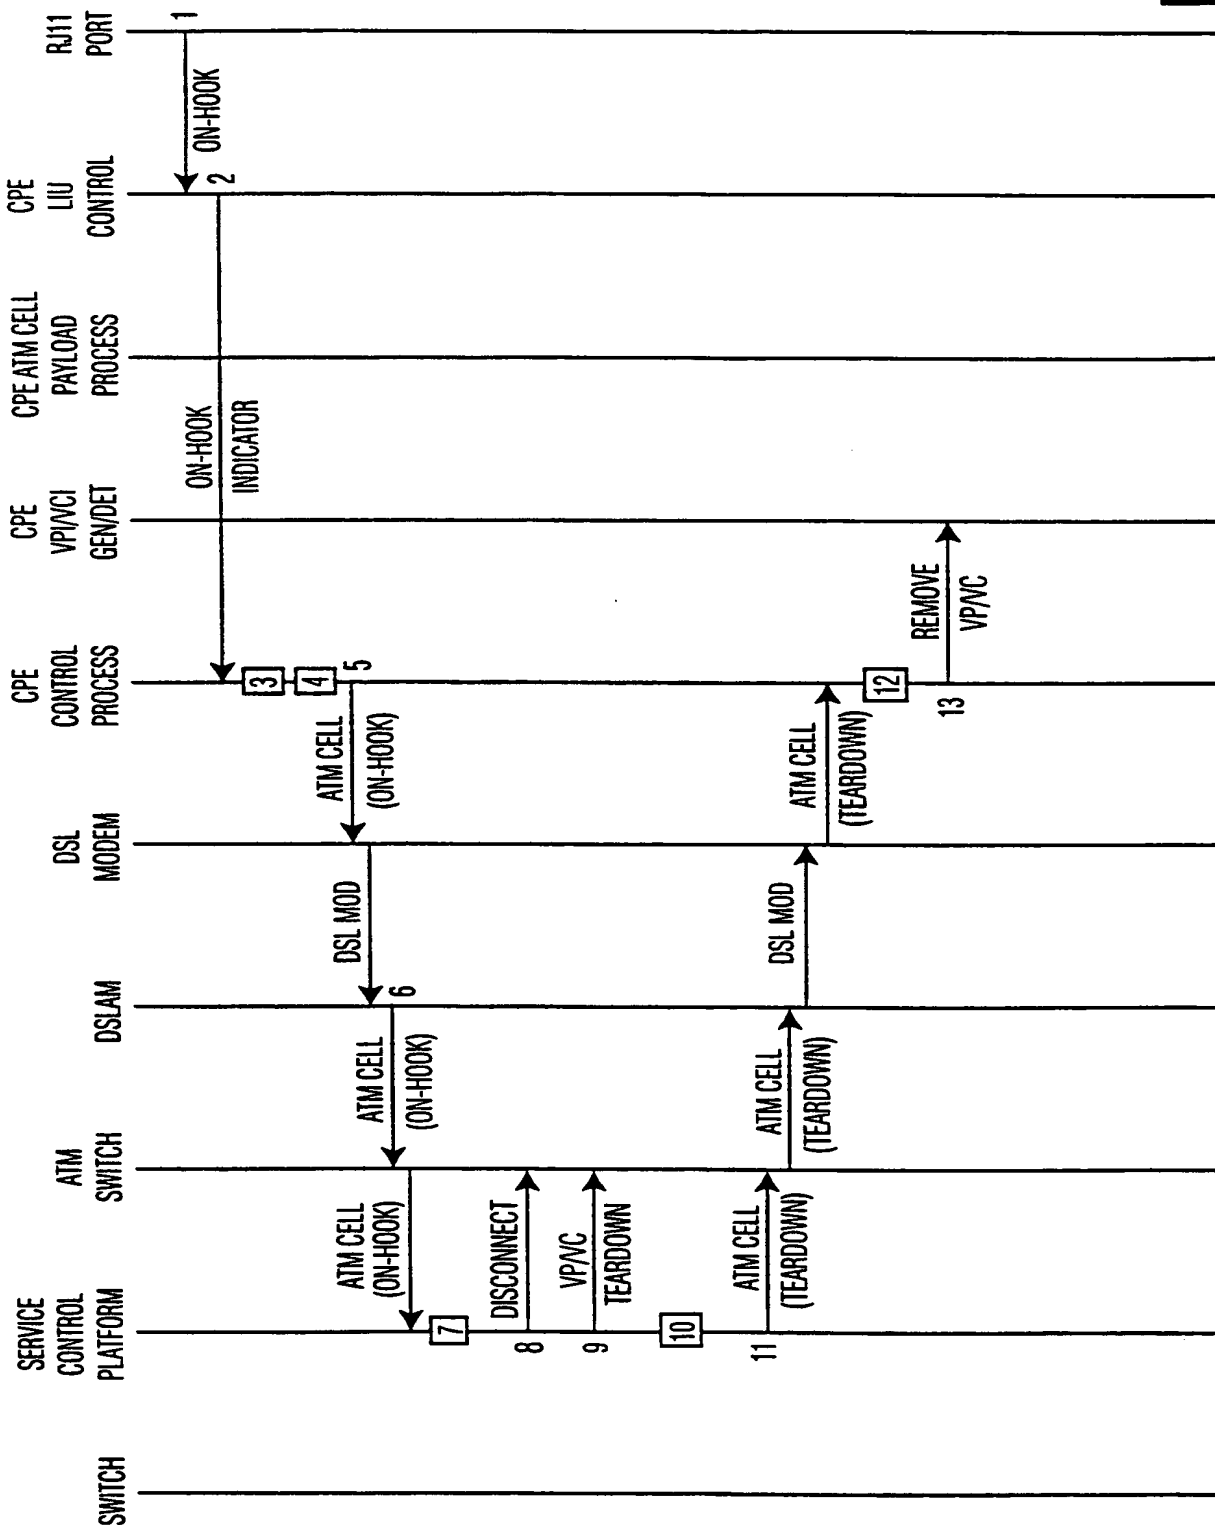 SWITCH
SERVICE
CONTROL
PLATFORM
ATM
SWITCH
DSLAM
DSL
MODEM
CPE
CONTROL
PROCESS
CPE
VPI/VCI
GEN/DET
CPE ATM CELL
PAYLOAD
PROCESS
CPE
LIU
CONTROL
RJ11
PORT
1
ON-HOOK
2
ON-HOOK
INDICATOR
3
4
5
ATM CELL
(ON-HOOK)
DSL MOD
6
ATM CELL
(ON-HOOK)
ATM CELL
(ON-HOOK)
7
8
DISCONNECT
9
VP/VC
TEARDOWN
10
11
ATM CELL
(TEARDOWN)
ATM CELL
(TEARDOWN)
DSL MOD
ATM CELL
(TEARDOWN)
12
13
REMOVE
VP/VC